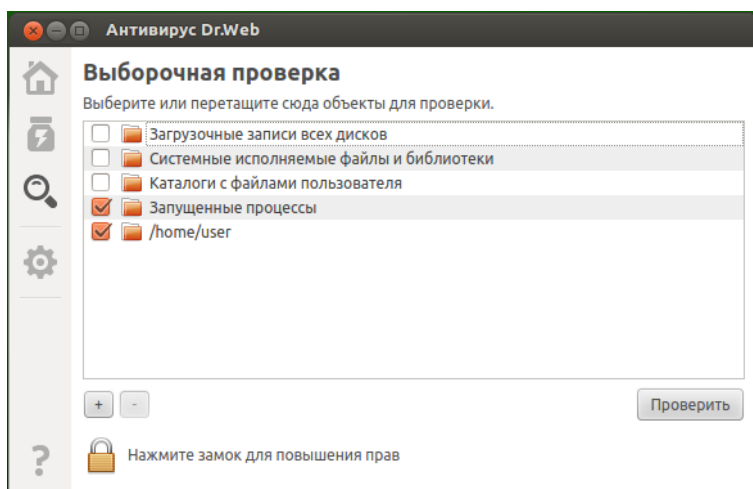 Антивирус Dr.Web
Выборочная проверка
Выберите или перетащите сюда объекты для проверки.
Загрузочные записи всех дисков
Системные исполняемые файлы и библиотеки
Каталоги с файлами пользователя
Запущенные процессы
/home/user
+ -
Проверить
? Нажмите замок для повышения прав